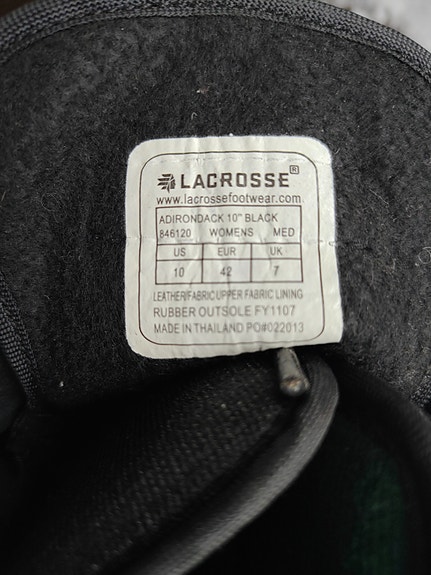 LACROSSE®
www.lacrossefootwear.com
ADIRONDACK 10" BLACK
846120 WOMENS MED
US EUR UK
10 42 7
LEATHER/FABRIC UPPER FABRIC LINING
RUBBER OUTSOLE FY1107
MADE IN THAILAND PO#022013